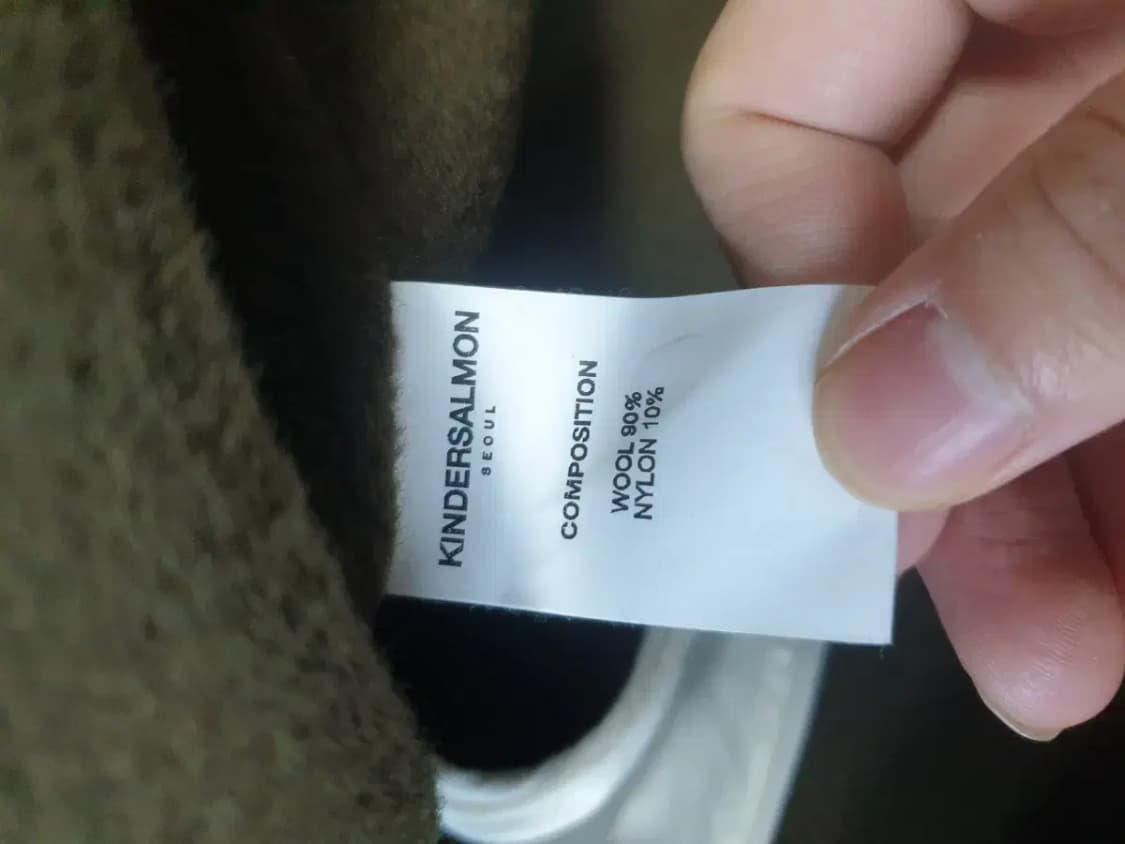 KINDERSALMON
SEOUL
COMPOSITION
WOOL 90%
NYLON 10%